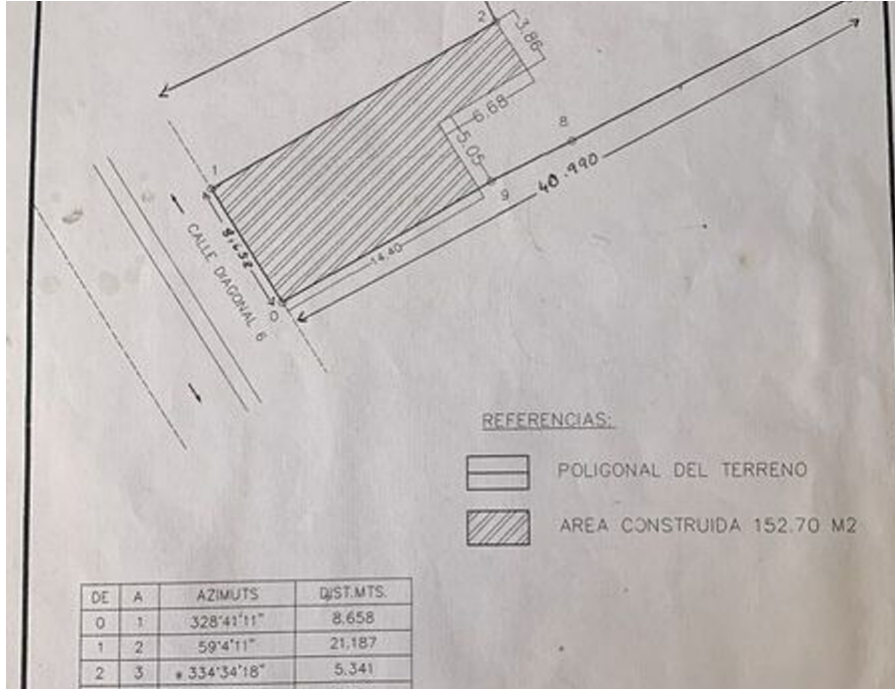 2
3.86
6.68
8
5.05
1
9
40.990
8.658
14.40
CALLE DIAGONAL 6
0
REFERENCIAS:
POLIGONAL DEL TERRENO
AREA CONSTRUIDA 152.70 M2
DE A AZIMUTS DIST.MTS.
0 1 328°41'11" 8.658
1 2 59°4'11" 21.187
2 3 334°34'18" 5.341